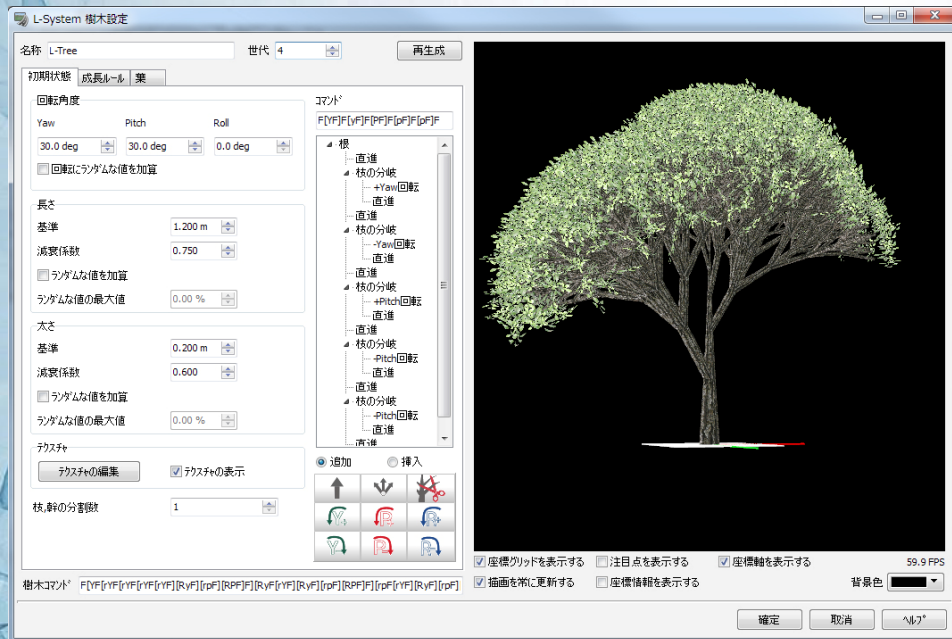 L-System 樹木設定
名称 L-Tree 世代 4 再生成
初期状態 成長ルール 葉
回転角度
Yaw Pitch Roll
30.0 deg 30.0 deg 0.0 deg
回転にランダムな値を加算
長さ
基準 1.200 m
減衰係数 0.750
ランダムな値を加算
ランダムな値の最大値 0.00 %
太さ
基準 0.200 m
減衰係数 0.600
ランダムな値を加算
ランダムな値の最大値 0.00 %
テクスチャ
テクスチャの編集 テクスチャの表示
枝,幹の分割数 1
コマンド
F[YF]F[yF]F[PF]F[pF]F[pF]F
根
直進
枝の分岐
+Yaw回転
直進
直進
枝の分岐
-Yaw回転
直進
直進
枝の分岐
+Pitch回転
直進
直進
枝の分岐
-Pitch回転
直進
直進
枝の分岐
-Pitch回転
直進
直進
追加 挿入
座標グリッドを表示する 注目点を表示する 座標軸を表示する 59.9 FPS
描画を常に更新する 座標情報を表示する 背景色
樹木コマンド F[YF[rYF[rYF[rYF[rYF][RyF][rpF][RPF]F][RyF[rYF][RyF][rpF][RPF]F][rpF[rYF][RyF][rpF]
確定 取消 ヘルプ